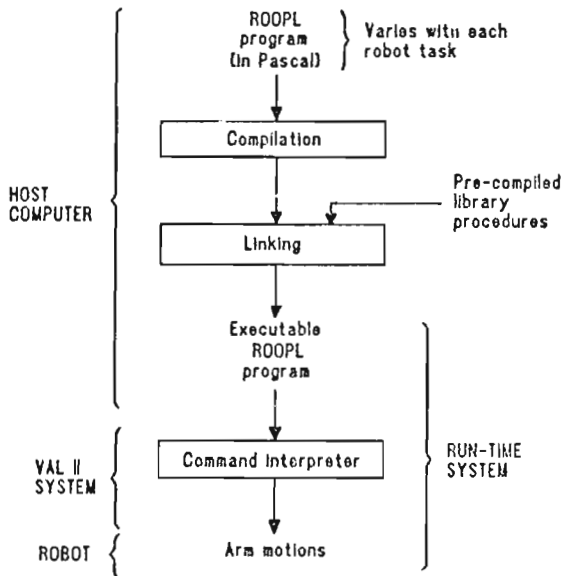 ROOPL
program
(in Pascal)
Varies with each
robot task
Compilation
HOST
COMPUTER
Pre-compiled
library
procedures
Linking
Executable
ROOPL
program
VAL II
SYSTEM
Command Interpreter
RUN-TIME
SYSTEM
ROBOT
Arm motions